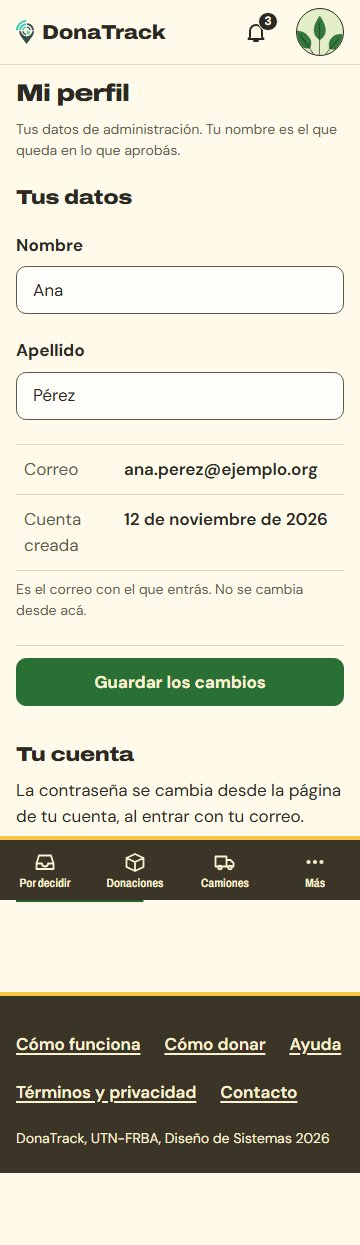 DonaTrack
3
Mi perfil
Tus datos de administración. Tu nombre es el que
queda en lo que aprobás.
Tus datos
Nombre
Ana
Apellido
Pérez
Correo
ana.perez@ejemplo.org
Cuenta
creada
12 de noviembre de 2026
Es el correo con el que entrás. No se cambia
desde acá.
Guardar los cambios
Tu cuenta
La contraseña se cambia desde la página
de tu cuenta, al entrar con tu correo.
Por decidir
Donaciones
Camiones
Más
Cómo funciona
Cómo donar
Ayuda
Términos y privacidad
Contacto
DonaTrack, UTN-FRBA, Diseño de Sistemas 2026